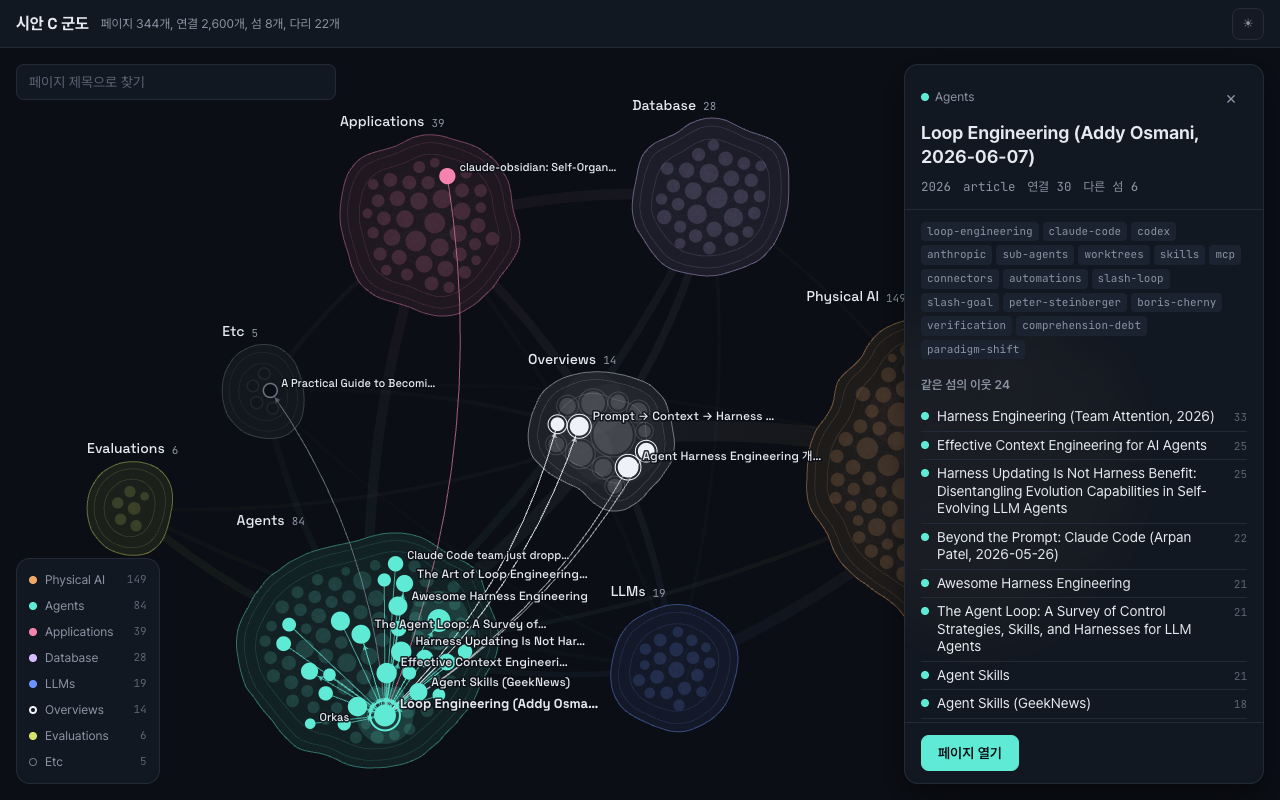 시안 C 군도
페이지 344개, 연결 2,600개, 섬 8개, 다리 22개
☀
페이지 제목으로 찾기
Applications 39
Database 28
claude-obsidian: Self-Organ…
Physical AI 149
Etc 5
A Practical Guide to Becomi…
Overviews 14
Prompt → Context → Harness …
Agent Harness Engineering 개…
Evaluations 6
Agents 84
Claude Code team just dropp…
The Art of Loop Engineering…
Awesome Harness Engineering
The Agent Loop: A Survey of…
Harness Updating Is Not Har…
Effective Context Engineeri…
Agent Skills (GeekNews)
Loop Engineering (Addy Osma…
Orkas
LLMs 19
Physical AI 149
Agents 84
Applications 39
Database 28
LLMs 19
Overviews 14
Evaluations 6
Etc 5
Agents
✕
Loop Engineering (Addy Osmani,
2026-06-07)
2026 article 연결 30 다른 섬 6
loop-engineering claude-code codex
anthropic sub-agents worktrees skills mcp
connectors automations slash-loop
slash-goal peter-steinberger boris-cherny
verification comprehension-debt
paradigm-shift
같은 섬의 이웃 24
Harness Engineering (Team Attention, 2026) 33
Effective Context Engineering for AI Agents 25
Harness Updating Is Not Harness Benefit: 25
Disentangling Evolution Capabilities in Self-
Evolving LLM Agents
Beyond the Prompt: Claude Code (Arpan 22
Patel, 2026-05-26)
Awesome Harness Engineering 21
The Agent Loop: A Survey of Control 21
Strategies, Skills, and Harnesses for LLM
Agents
Agent Skills 21
Agent Skills (GeekNews) 18
페이지 열기